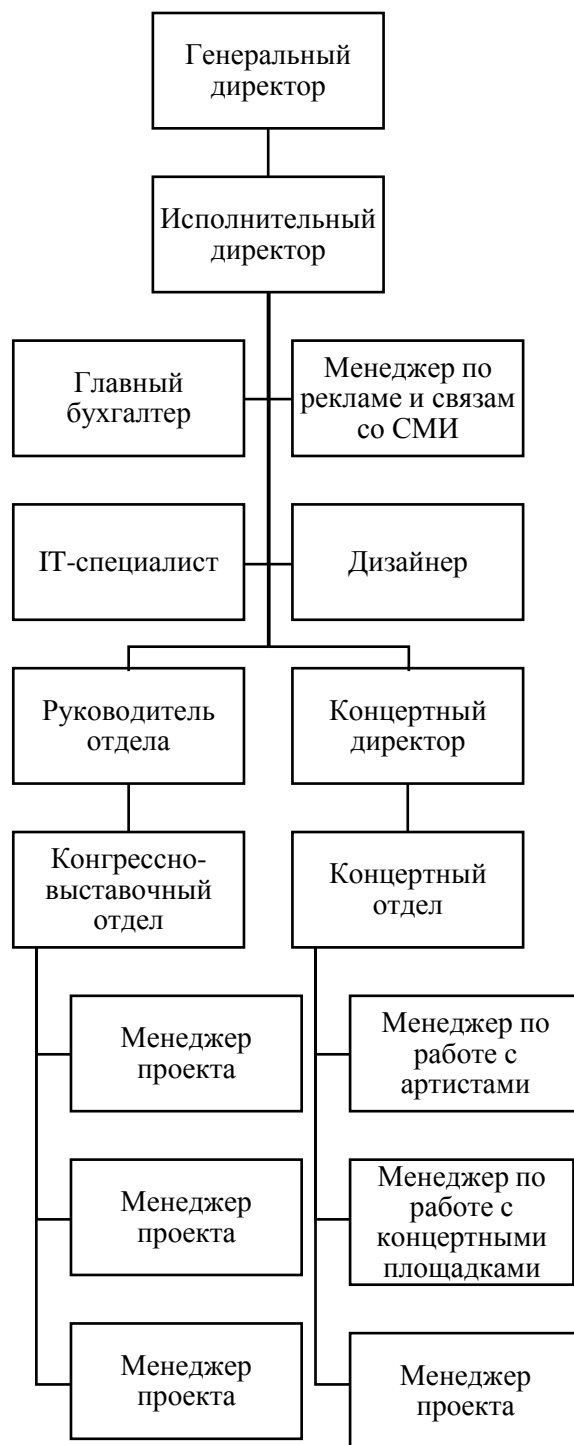 Генеральный
директор
Исполнительный
директор
Главный
бухгалтер
Менеджер по
рекламе и связам
со СМИ
IT-специалист
Дизайнер
Руководитель
отдела
Концертный
директор
Конгрессно-
выставочный
отдел
Концертный
отдел
Менеджер
проекта
Менеджер по
работе с
артистами
Менеджер
проекта
Менеджер по
работе с
концертными
площадками
Менеджер
проекта
Менеджер
проекта